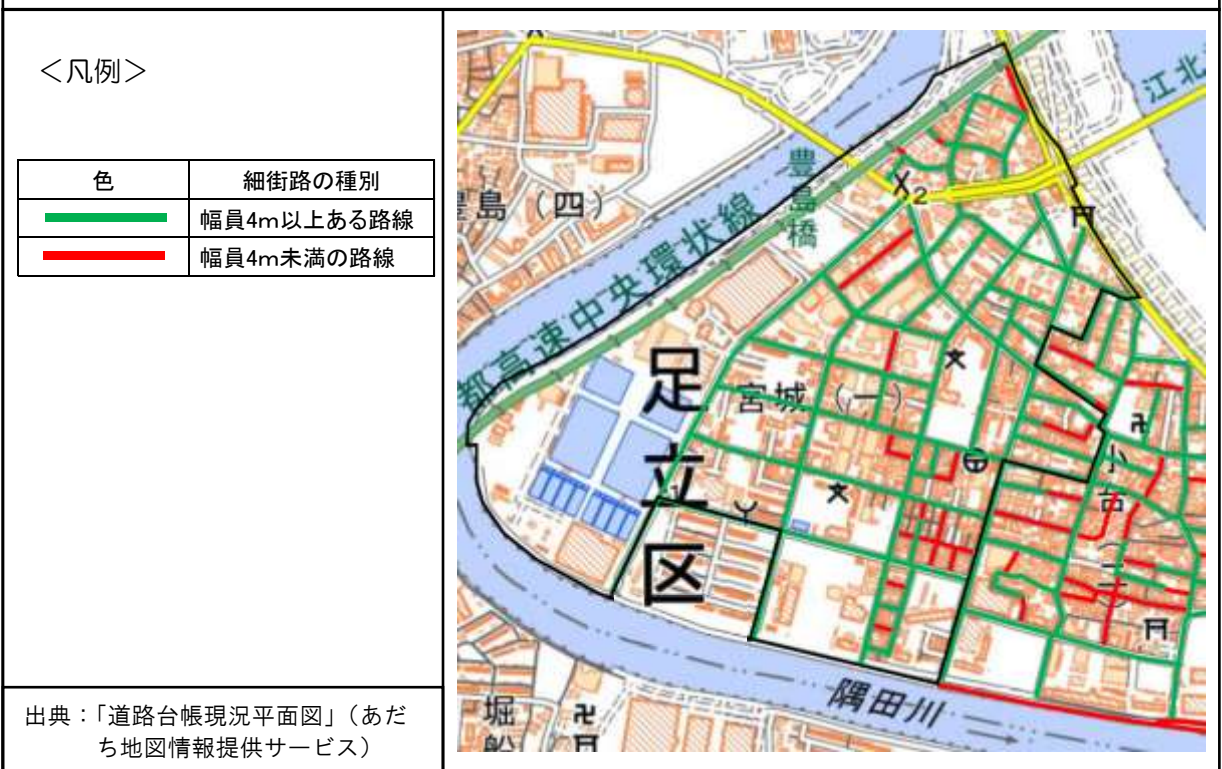 <凡例>
色
細街路の種別
幅員4m以上ある路線
幅員4m未満の路線
出典:「道路台帳現況平面図」(あだ
ち地図情報提供サービス)
江北
豊島橋
島(四)
都高速中央環状線
足立区
宮城(一)
小台(二)
隅田川
堀船